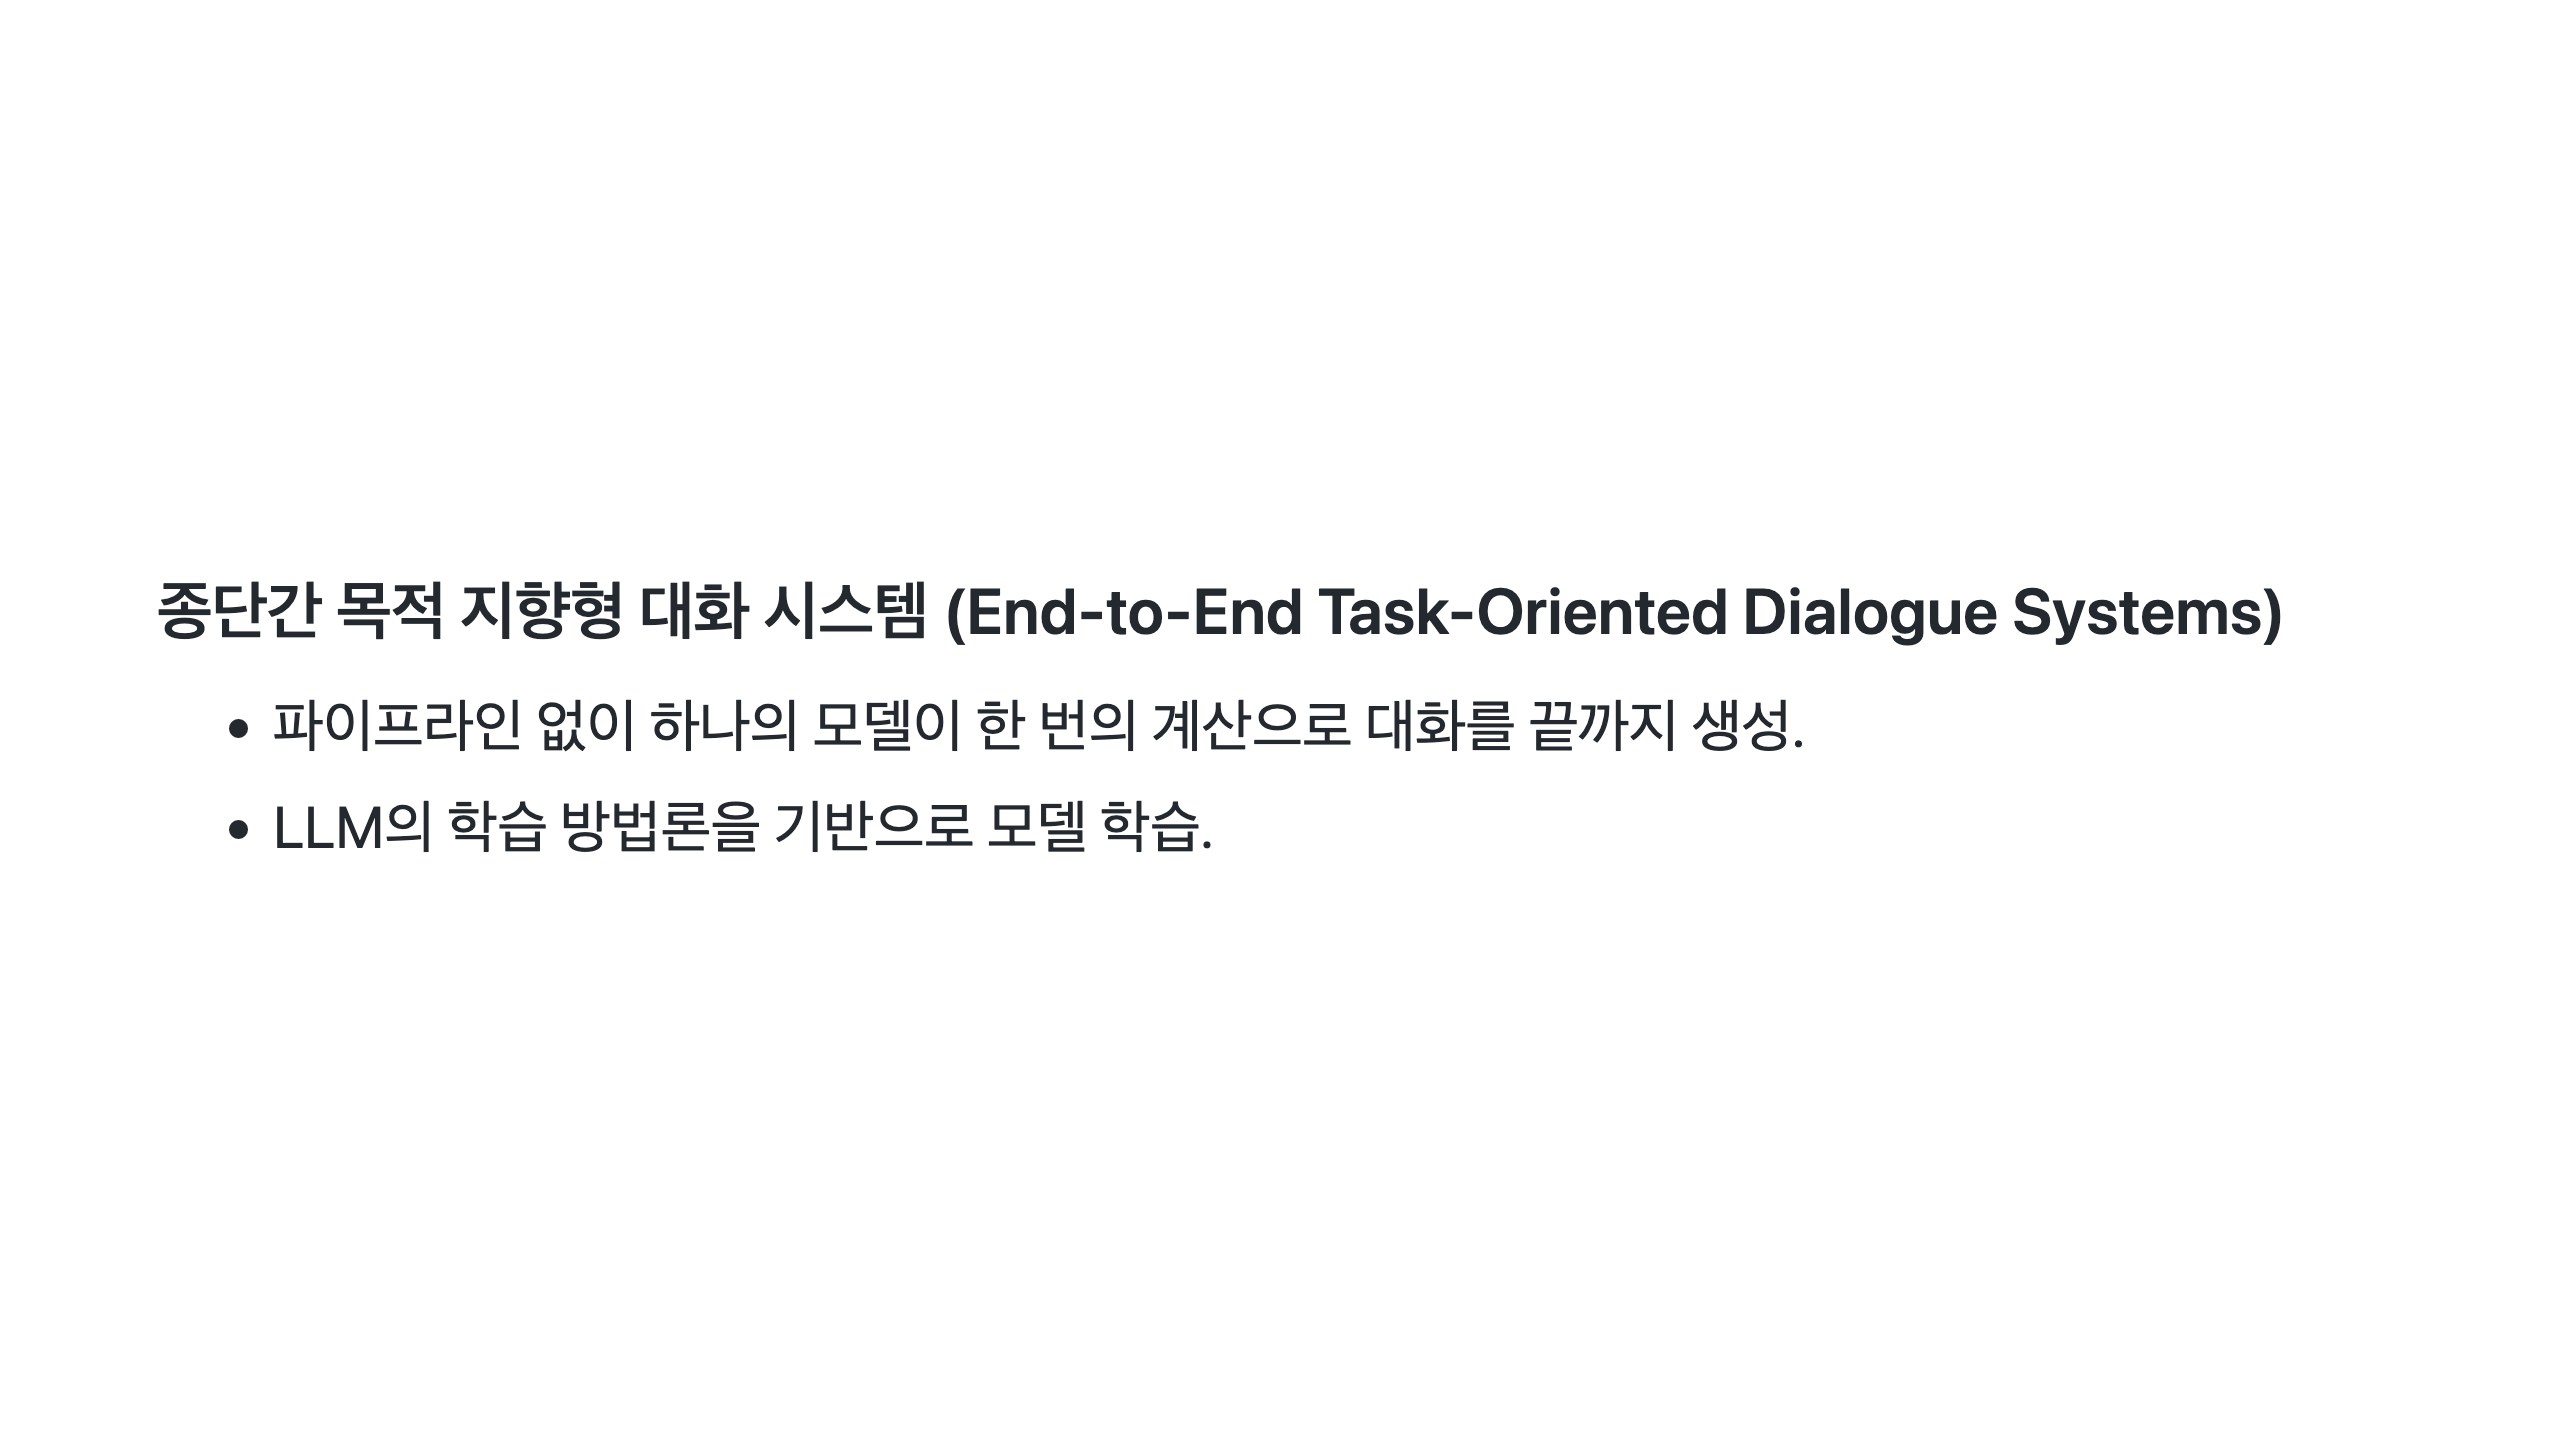 종단간 목적 지향형 대화 시스템 (End-to-End Task-Oriented Dialogue Systems)
• 파이프라인 없이 하나의 모델이 한 번의 계산으로 대화를 끝까지 생성.
• LLM의 학습 방법론을 기반으로 모델 학습.